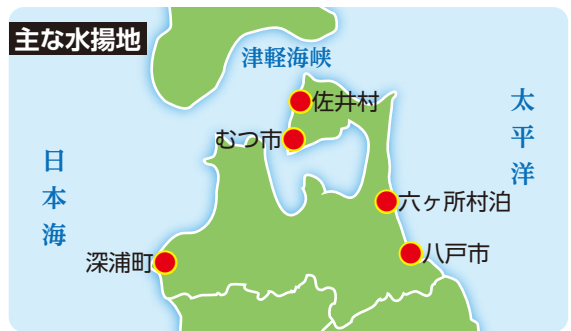 主な水揚地
津軽海峡
佐井村
太平洋
むつ市
日本海
六ヶ所村泊
八戸市
深浦町